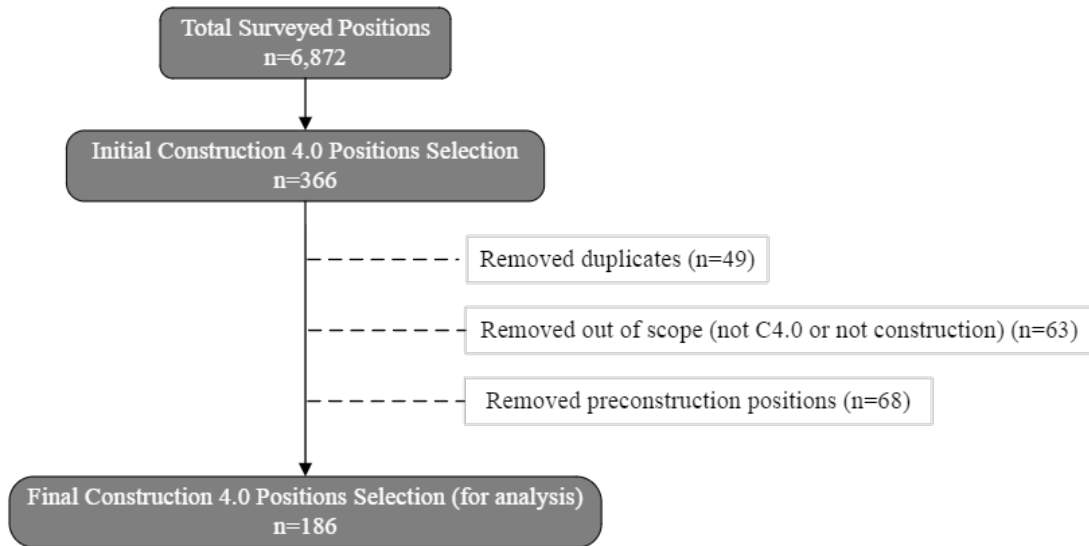 Total Surveyed Positions
n=6,872
Initial Construction 4.0 Positions Selection
n=366
Removed duplicates (n=49)
Removed out of scope (not C4.0 or not construction) (n=63)
Removed preconstruction positions (n=68)
Final Construction 4.0 Positions Selection (for analysis)
n=186